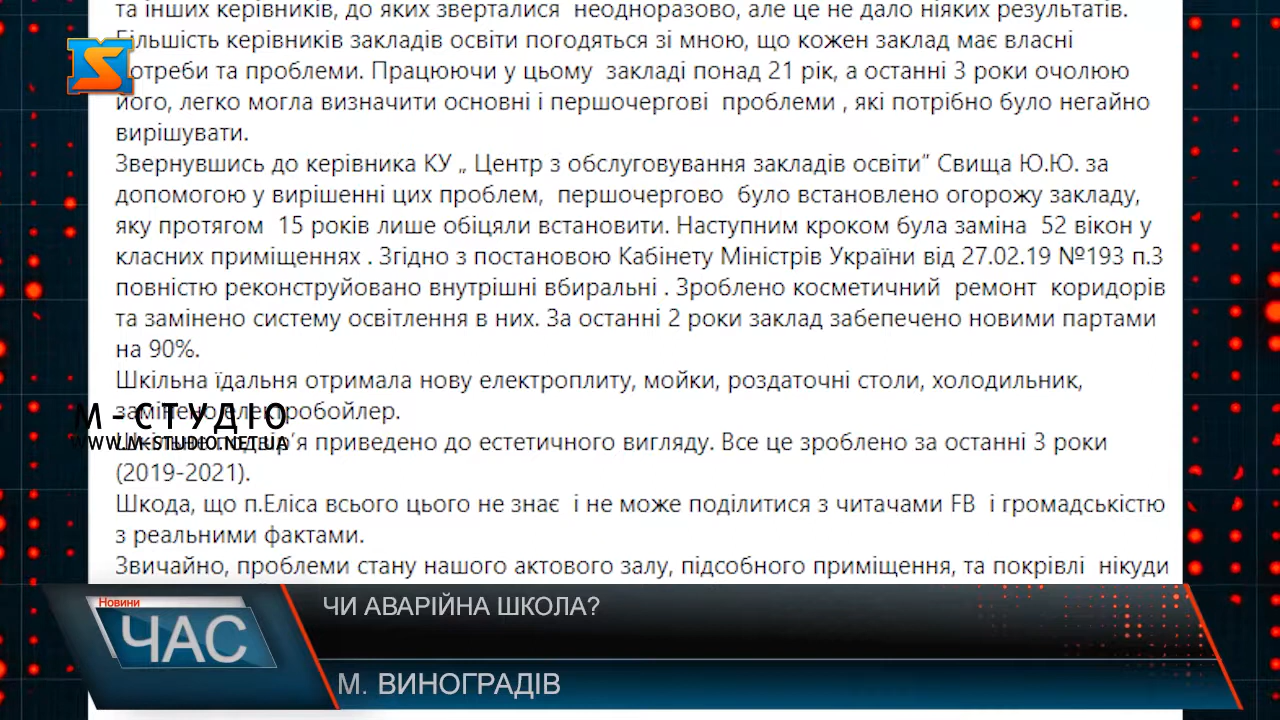 та інших керівників, до яких зверталися неодноразово, але це не дало ніяких результатів.
Більшість керівників закладів освіти погодяться зі мною, що кожен заклад має власні
потреби та проблеми. Працюючи у цьому закладі понад 21 рік, а останні 3 роки очолюю
його, легко могла визначити основні і першочергові проблеми , які потрібно було негайно
вирішувати.
Звернувшись до керівника КУ „ Центр з обслуговування закладів освіти” Свища Ю.Ю. за
допомогою у вирішенні цих проблем, першочергово було встановлено огорожу закладу,
яку протягом 15 років лише обіцяли встановити. Наступним кроком була заміна 52 вікон у
класних приміщеннях . Згідно з постановою Кабінету Міністрів України від 27.02.19 №193 п.3
повністю реконструйовано внутрішні вбиральні . Зроблено косметичний ремонт коридорів
та замінено систему освітлення в них. За останні 2 роки заклад забезпечено новими партами
на 90%.
Шкільна їдальня отримала нову електроплиту, мойки, роздаточні столи, холодильник,
замінено електробойлер.
М-СТУДІО
WWW.M-STUDIO.NET.UA
Шкільне подвір’я приведено до естетичного вигляду. Все це зроблено за останні 3 роки
(2019-2021).
Шкода, що п.Еліса всього цього не знає і не може поділитися з читачами FB і громадськістю
з реальними фактами.
Звичайно, проблеми стану нашого актового залу, підсобного приміщення, та покрівлі нікуди
Новини
ЧАС
ЧИ АВАРІЙНА ШКОЛА?
М. ВИНОГРАДІВ